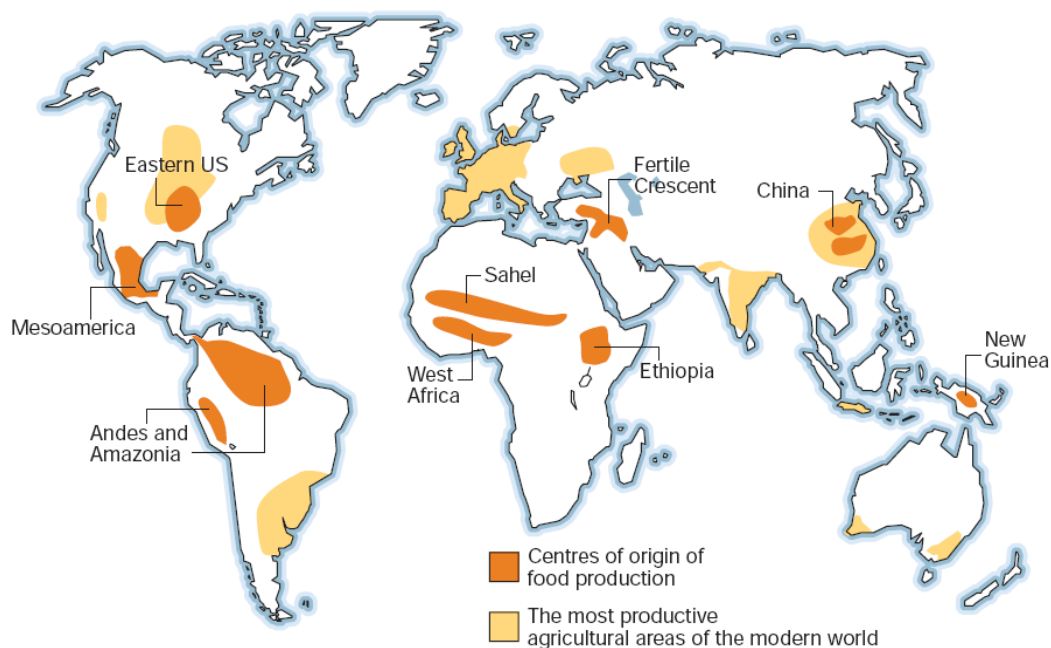 Eastern US
Fertile
Crescent
China
Sahel
Mesoamerica
New
Guinea
West
Africa
Ethiopia
Andes and
Amazonia
Centres of origin of
food production
The most productive
agricultural areas of the modern world